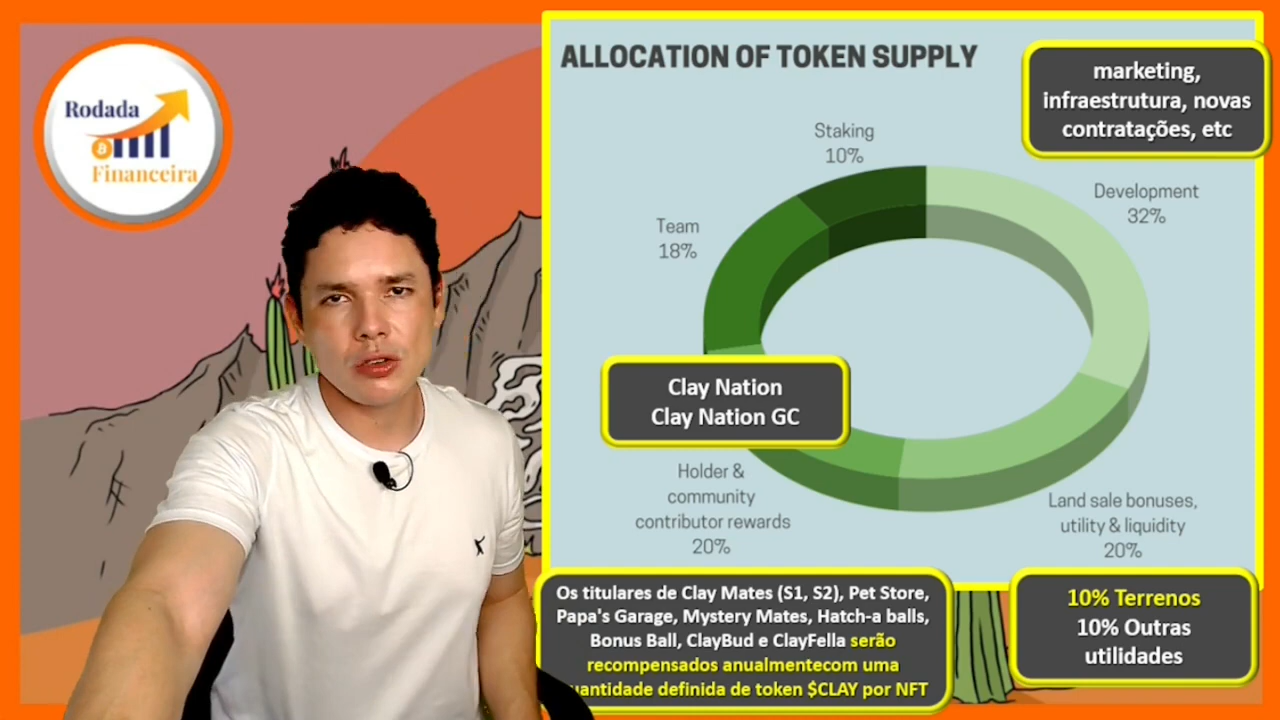 Rodada
Financeira
ALLOCATION OF TOKEN SUPPLY
marketing,
infraestrutura, novas
contratações, etc
Staking
10%
Development
32%
Team
18%
Clay Nation
Clay Nation GC
Holder &
community
contributor rewards
20%
Land sale bonuses,
utility & liquidity
20%
Os titulares de Clay Mates (S1, S2), Pet Store,
Papa's Garage, Mystery Mates, Hatch-a balls,
Bonus Ball, ClayBud e ClayFella serão
recompensados anualmentecom uma
uantidade definida de token $CLAY por NFT
10% Terrenos
10% Outras
utilidades